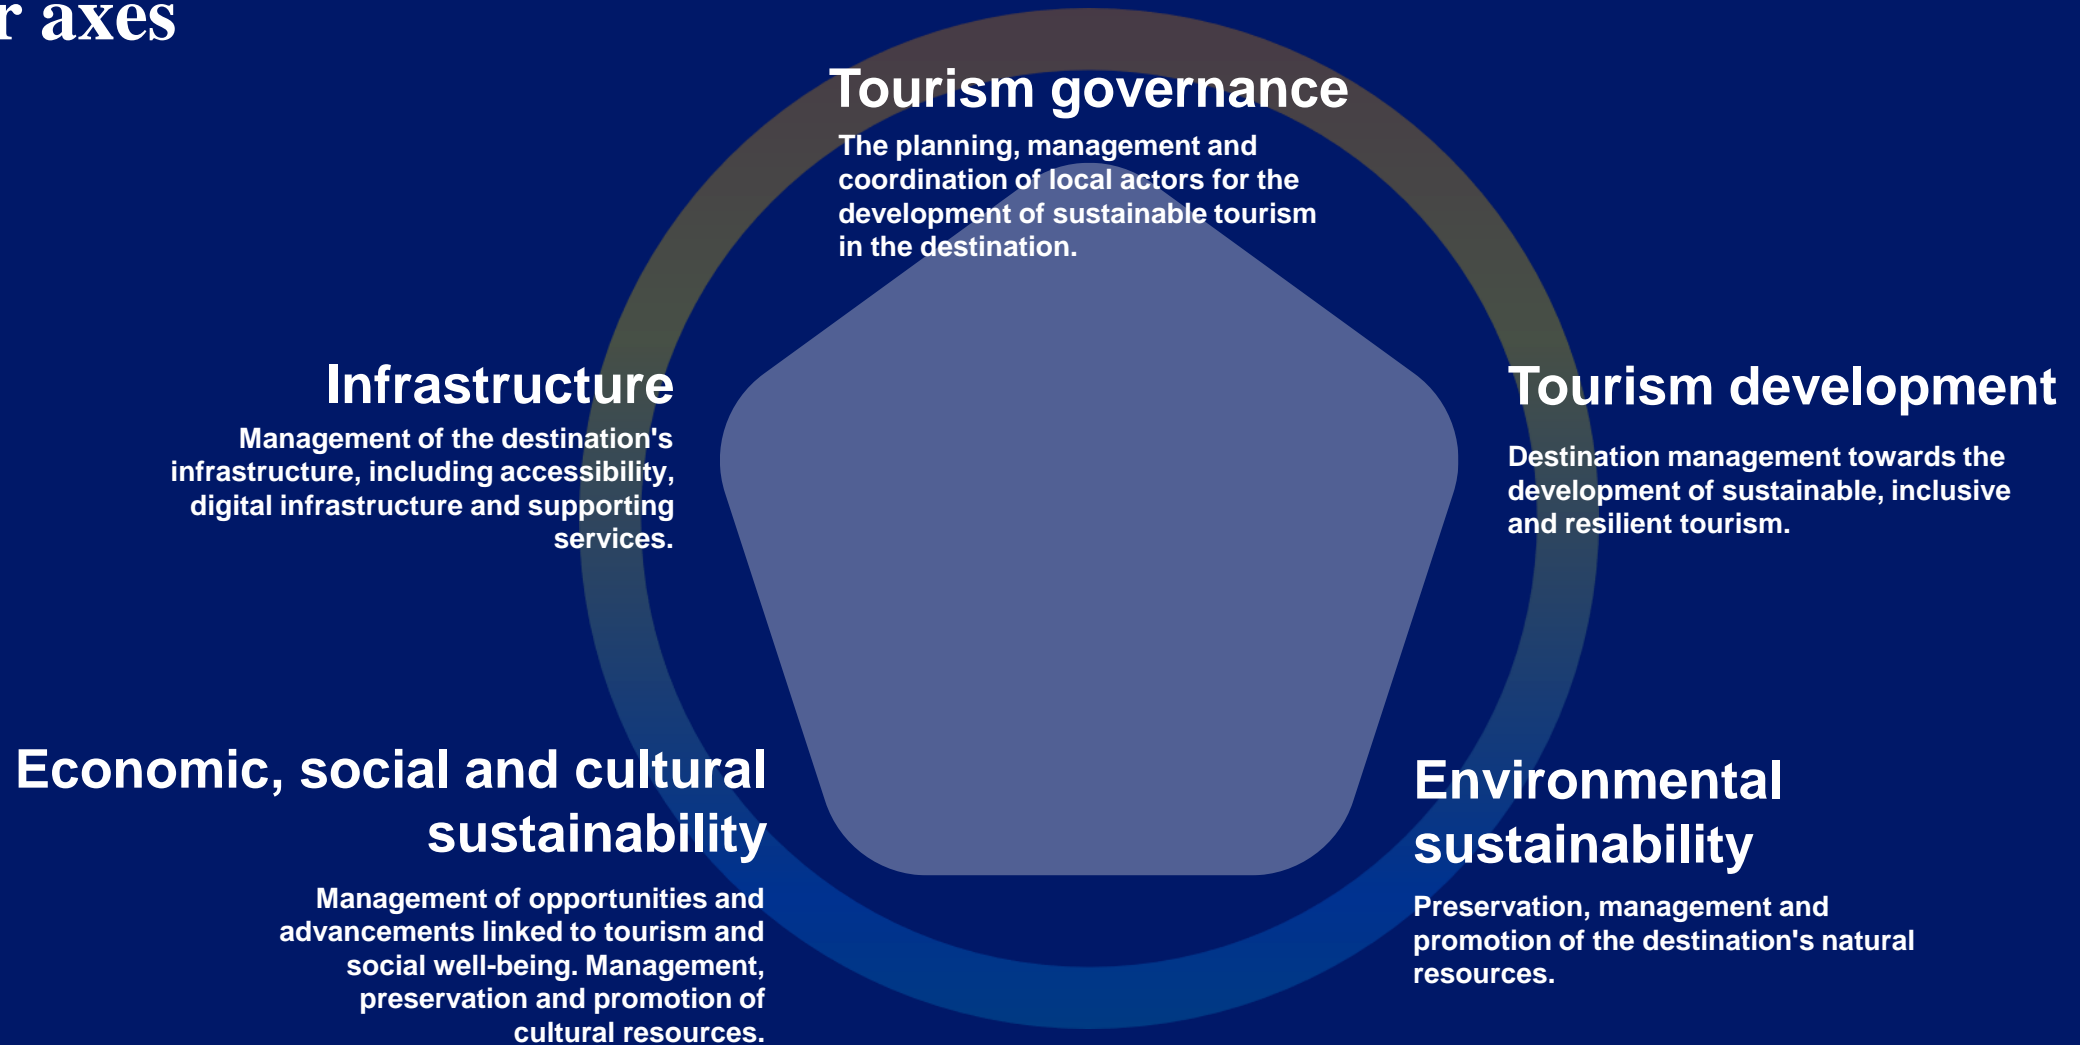 r axes
Tourism governance
The planning, management and
coordination of local actors for the
development of sustainable tourism
in the destination.
Infrastructure
Management of the destination's
infrastructure, including accessibility,
digital infrastructure and supporting
services.
Tourism development
Destination management towards the
development of sustainable, inclusive
and resilient tourism.
Economic, social and cultural
sustainability
Management of opportunities and
advancements linked to tourism and
social well-being. Management,
preservation and promotion of
cultural resources.
Environmental
sustainability
Preservation, management and
promotion of the destination's natural
resources.